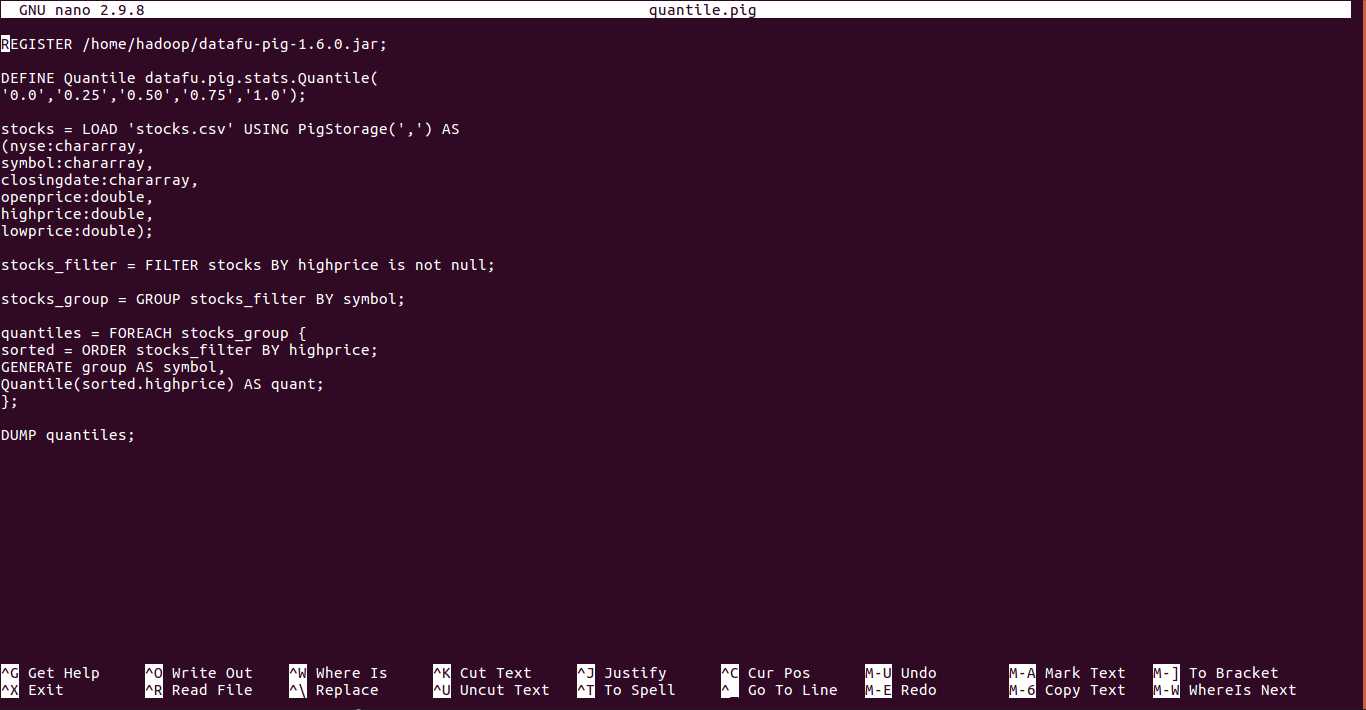 GNU nano 2.9.8 quantile.pig
REGISTER /home/hadoop/datafu-pig-1.6.0.jar;
DEFINE Quantile datafu.pig.stats.Quantile(
'0.0','0.25','0.50','0.75','1.0');
stocks = LOAD 'stocks.csv' USING PigStorage(',') AS
(nyse:chararray,
symbol:chararray,
closingdate:chararray,
openprice:double,
highprice:double,
lowprice:double);
stocks_filter = FILTER stocks BY highprice is not null;
stocks_group = GROUP stocks_filter BY symbol;
quantiles = FOREACH stocks_group {
sorted = ORDER stocks_filter BY highprice;
GENERATE group AS symbol,
Quantile(sorted.highprice) AS quant;
};
DUMP quantiles;
^G Get Help ^O Write Out ^W Where Is ^K Cut Text ^J Justify ^C Cur Pos M-U Undo M-A Mark Text M-] To Bracket
^X Exit ^R Read File ^\ Replace ^U Uncut Text ^T To Spell ^_ Go To Line M-E Redo M-6 Copy Text M-W WhereIs Next